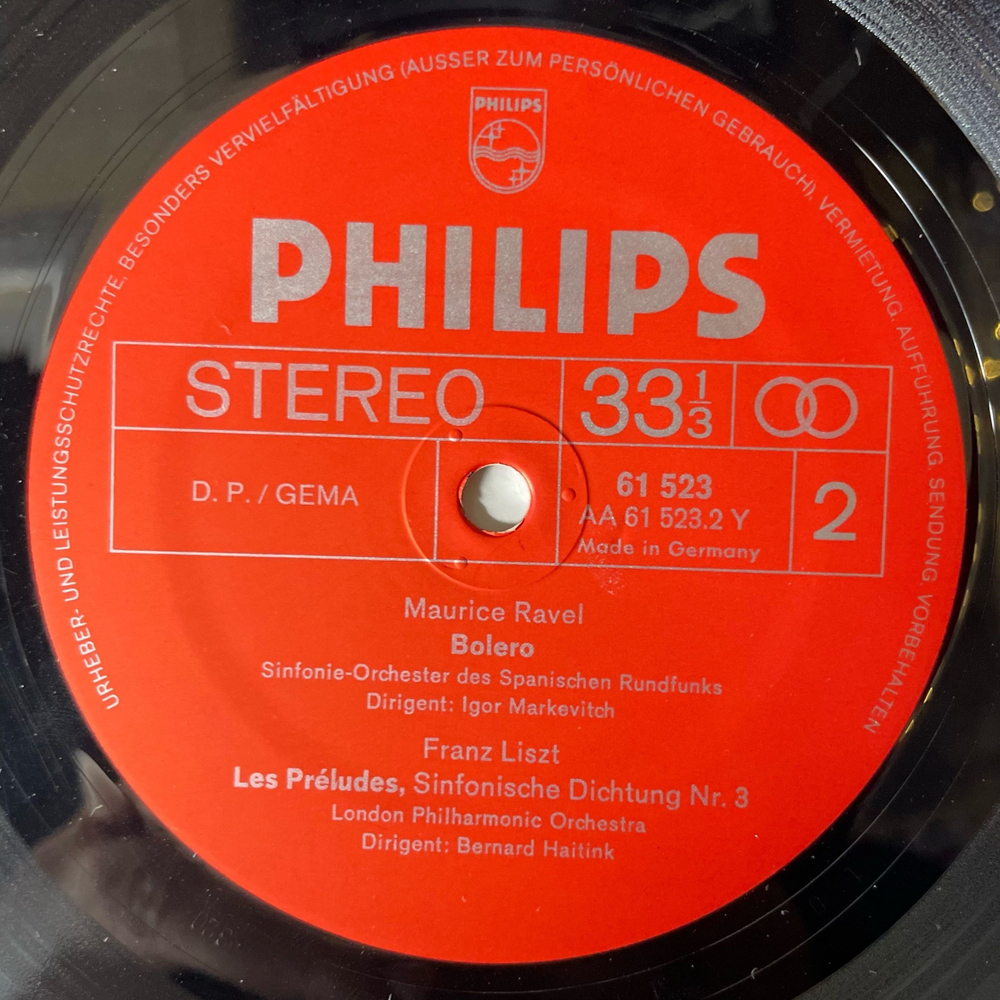 URHEBER- UND LEISTUNGSSCHUTZRECHTE, BESONDERS VERVIELFÄLTIGUNG (AUSSER ZUM PERSÖNLICHEN GEBRAUCH), VERMIETUNG, AUFFÜHRUNG, SENDUNG VORBEHALTEN
PHILIPS
PHILIPS
STEREO 33 1/3
D. P. / GEMA
61 523
AA 61 523.2 Y
Made in Germany
2
Maurice Ravel
Bolero
Sinfonie-Orchester des Spanischen Rundfunks
Dirigent: Igor Markevitch
Franz Liszt
Les Préludes, Sinfonische Dichtung Nr. 3
London Philharmonic Orchestra
Dirigent: Bernard Haitink